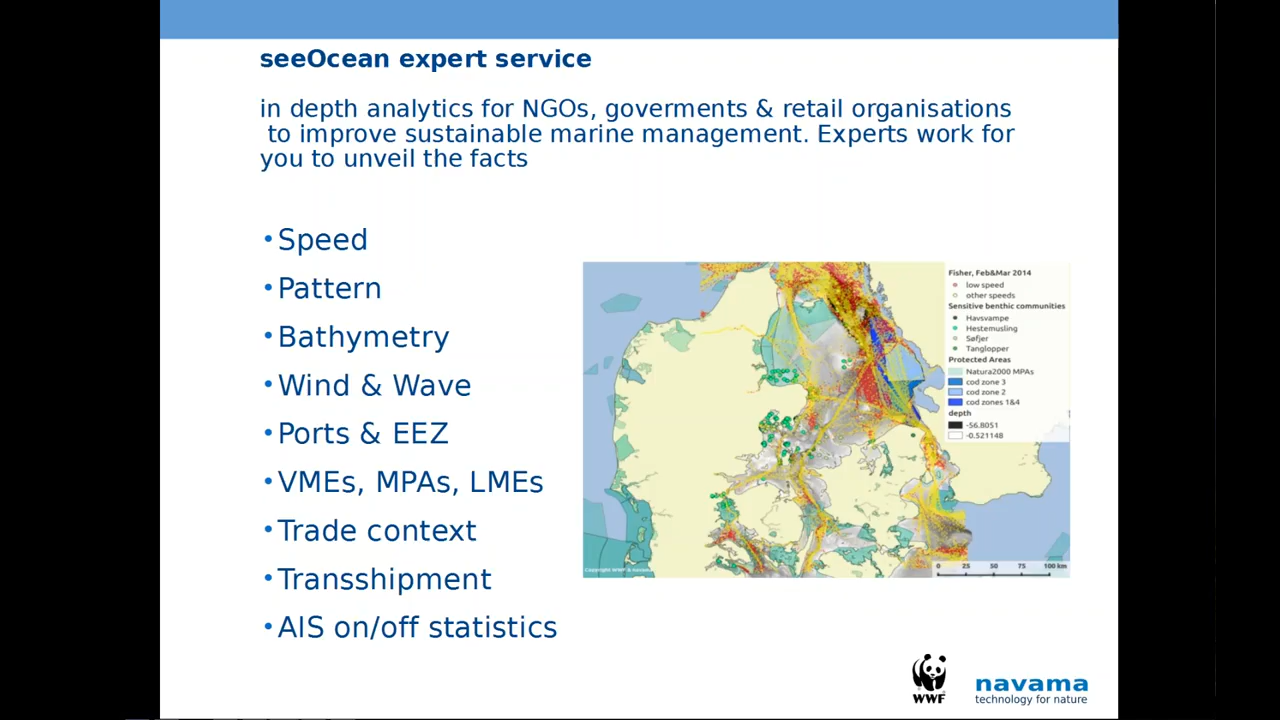 seeOcean expert service
in depth analytics for NGOs, goverments & retail organisations
to improve sustainable marine management. Experts work for
you to unveil the facts
•Speed
•Pattern
•Bathymetry
•Wind & Wave
•Ports & EEZ
•VMEs, MPAs, LMEs
•Trade context
•Transshipment
•AIS on/off statistics
Fisher, Feb&Mar 2014
low speed
other speeds
Sensitive benthic communities
Havsvampe
Hestemusling
Søfjer
Tanglopper
Protected Areas
Natura2000 MPAs
cod zone 3
cod zone 2
cod zones 1&4
depth
-56.8051
-0.521148
Copyright WWF & navama
0 25 50 75 100 km
WWF
navama
technology for nature